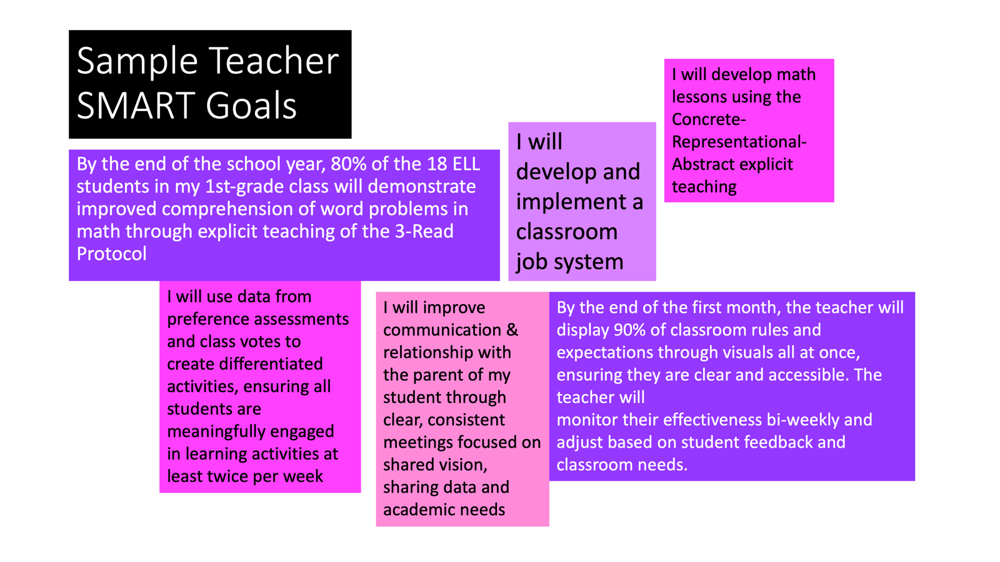 Sample Teacher
SMART Goals
By the end of the school year, 80% of the 18 ELL
students in my 1st-grade class will demonstrate
improved comprehension of word problems in
math through explicit teaching of the 3-Read
Protocol
I will
develop and
implement a
classroom
job system
I will develop math
lessons using the
Concrete-
Representational-
Abstract explicit
teaching
I will use data from
preference assessments
and class votes to
create differentiated
activities, ensuring all
students are
meaningfully engaged
in learning activities at
least twice per week
I will improve
communication &
relationship with
the parent of my
student through
clear, consistent
meetings focused on
shared vision,
sharing data and
academic needs
By the end of the first month, the teacher will
display 90% of classroom rules and
expectations through visuals all at once,
ensuring they are clear and accessible. The
teacher will
monitor their effectiveness bi-weekly and
adjust based on student feedback and
classroom needs.